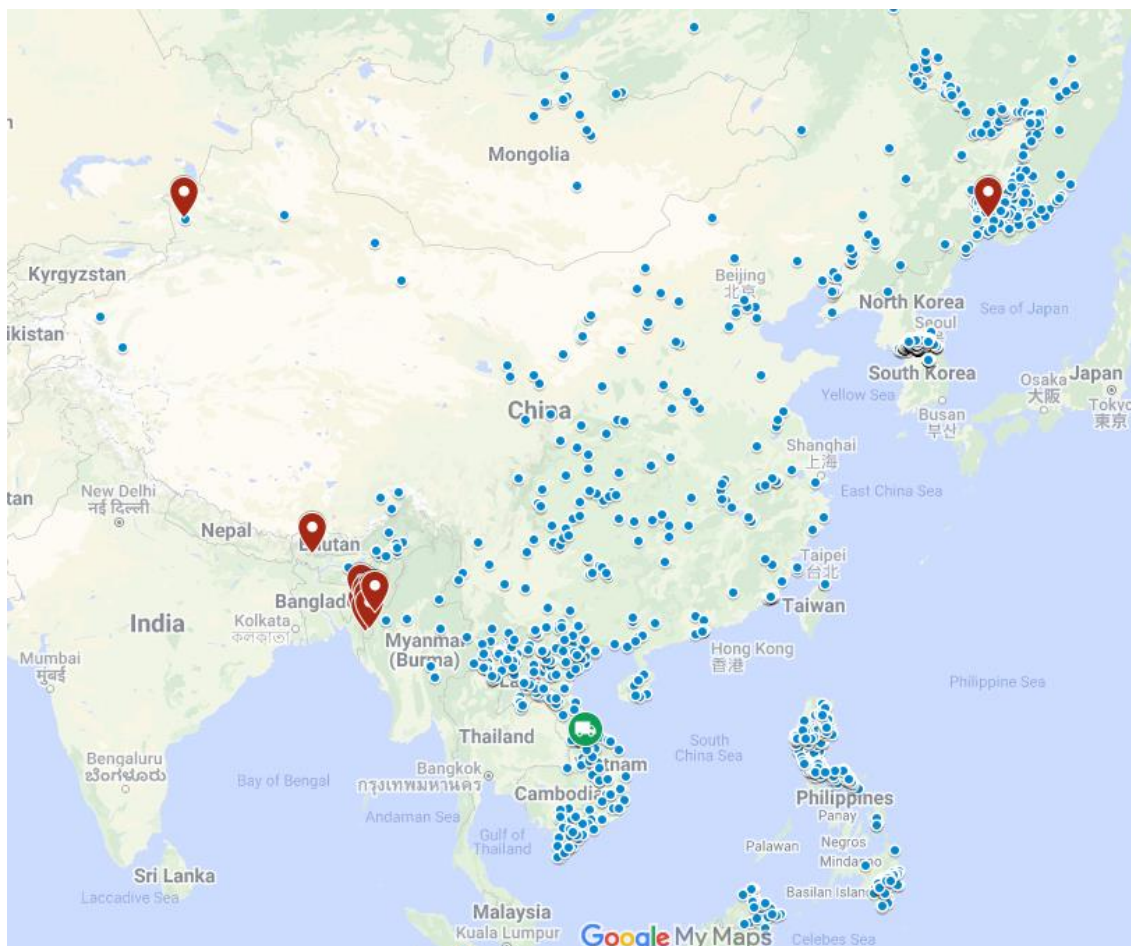 Mongolia
Kyrgyzstan
Beijing
北京
North Korea
Sea of Japan
ikistan
Seoul
South Korea
Japan
Osaka
大阪
Tokyo
東京
China
Yellow Sea
Busan
부산
Shanghai
上海
East China Sea
tan
New Delhi
नई दिल्ली
Nepal
Bhutan
Taipei
台北
Banglade
India
Kolkata
কলকাতা
Myanmar
(Burma)
Taiwan
Hong Kong
香港
Mumbai
मुंबई
La
Philippine Sea
Thailand
South
China Sea
Bengaluru
ಬೆಂಗಳೂರು
Bay of Bengal
Bangkok
กรุงเทพมหานคร
tnam
Cambodia
Andaman Sea
Gulf of
Thailand
Philippines
Panay
Palawan
Negros
Mindanao
Sri Lanka
Laccadive Sea
Basilan Island
Malaysia
Kuala Lumpur
Google My Maps
Celebes Sea